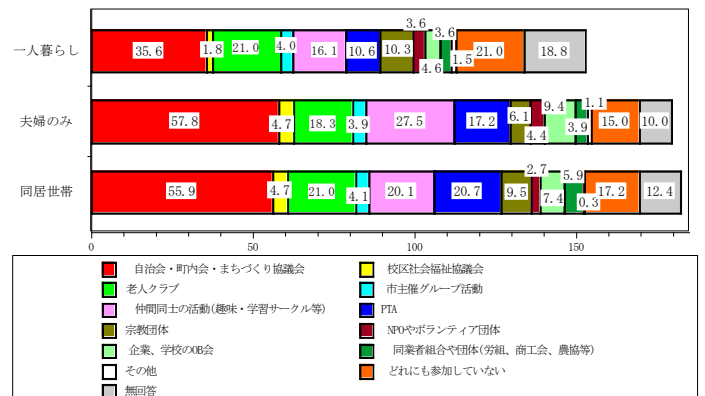 3.6 3.6
一人暮らし 35.6 1.8 21.0 4.0 16.1 10.6 10.3 4.6 1.5 21.0 18.8
夫婦のみ 57.8 4.7 18.3 3.9 27.5 17.2 6.1 4.4 9.4 3.9 1.1 15.0 10.0
同居世帯 55.9 4.7 21.0 4.1 20.1 20.7 9.5 2.7 7.4 5.9 0.3 17.2 12.4
0 50 100 150
自治会・町内会・まちづくり協議会 校区社会福祉協議会
老人クラブ 市主催グループ活動
仲間同士の活動(趣味・学習サークル等) PTA
宗教団体 NPOやボランティア団体
企業、学校のOB会 同業者組合や団体(労組、商工会、農協等)
その他 どれにも参加していない
無回答